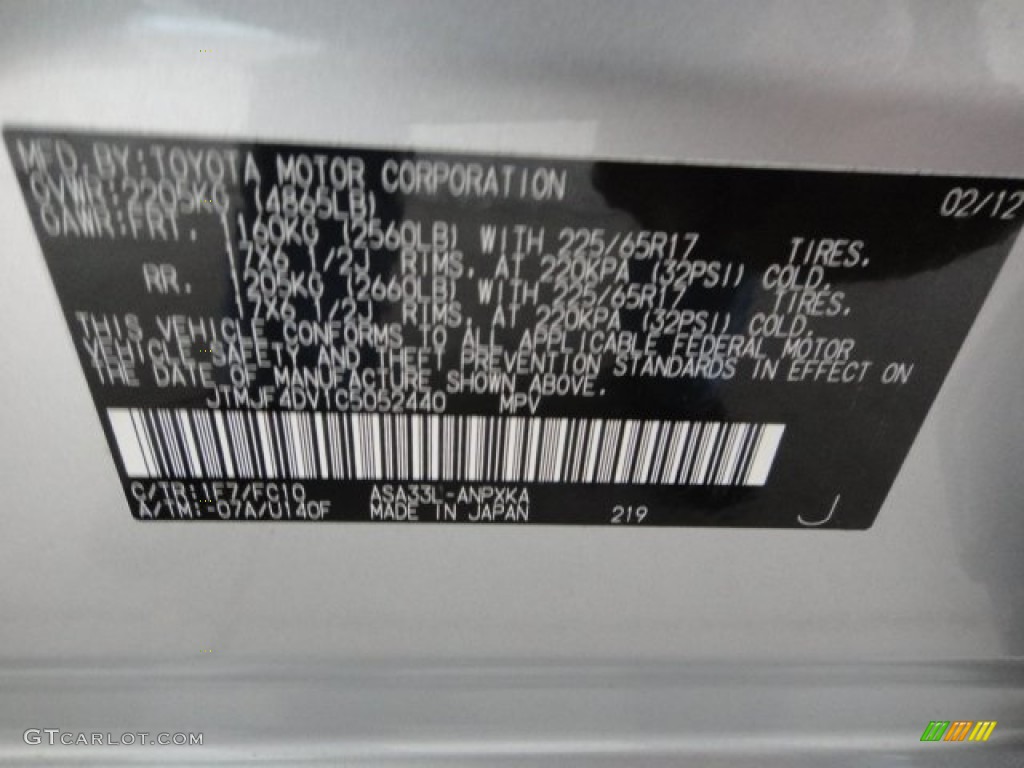 MFD. BY: TOYOTA MOTOR CORPORATION 02/12
GVWR: 2205KG (4865LB)
GAWR: FRT. 1160KG (2560LB) WITH 225/65R17 TIRES,
17X6 1/2J RIMS, AT 220KPA (32PSI) COLD.
RR. 1205KG (2660LB) WITH 225/65R17 TIRES,
17X6 1/2J RIMS, AT 220KPA (32PSI) COLD.
THIS VEHICLE CONFORMS TO ALL APPLICABLE FEDERAL MOTOR
VEHICLE SAFETY AND THEFT PREVENTION STANDARDS IN EFFECT ON
THE DATE OF MANUFACTURE SHOWN ABOVE.
JTMJF4DV1C5052440 MPV
C/TR: 1F7/FC10 ASA33L-ANPXKA
A/TM: -07A/U140F MADE IN JAPAN 219 J
GTCARLOT.COM